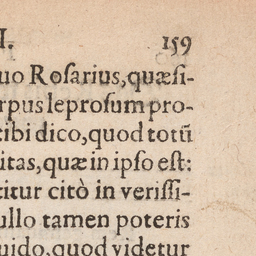 I. 159
uo Roſarius,quæſi-
rpus leproſum pro-
tibi dico,quod totũ
itas,quæ in ipſo eſt:
titur citò in veriſſi-
ullo tamen poteris
uido,quod videtur